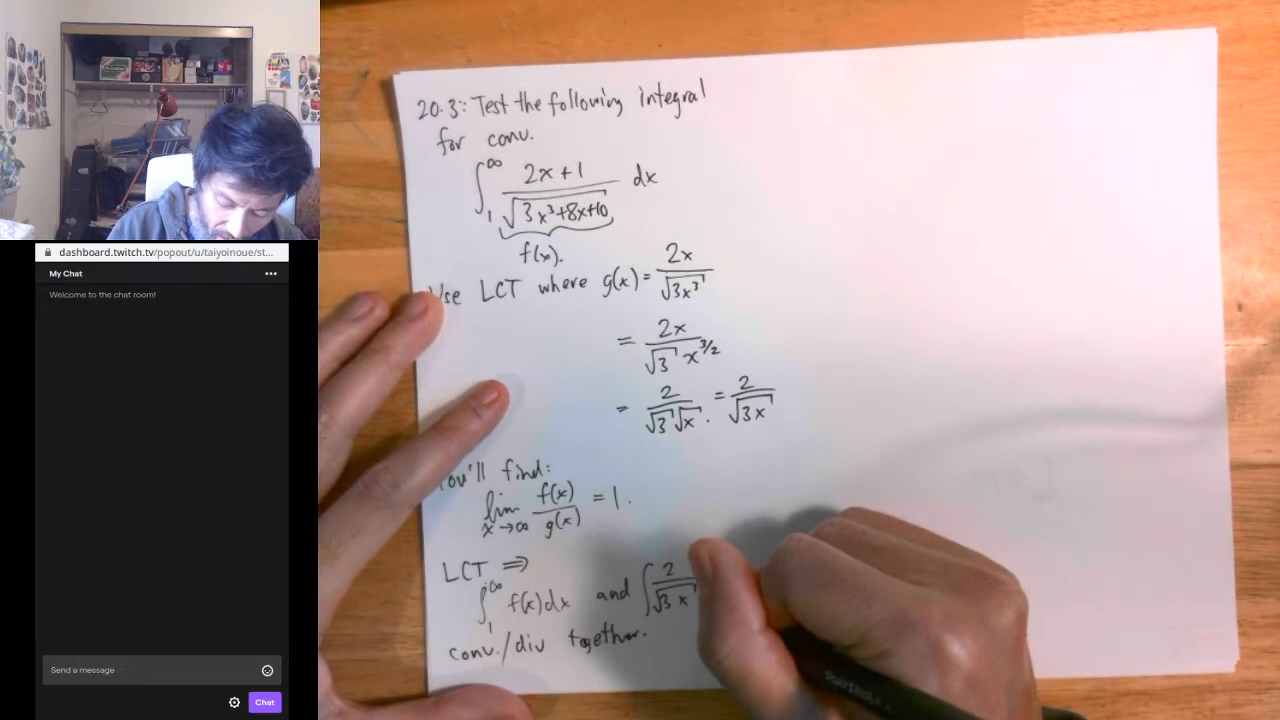 dashboard.twitch.tv/popout/u/taiyoinoue/st...
My Chat
Welcome to the chat room!
Send a message
Chat
20.3: Test the following integral
for conv.
∫₁^∞ (2x+1)/√(3x³+8x+10) dx
f(x).
Use LCT where g(x) = 2x/√(3x³)
= 2x/(√3 x^(3/2))
= 2/(√3 √x). = 2/√(3x)
You'll find:
lim x→∞ f(x)/g(x) = 1.
LCT ⇒
∫₁^∞ f(x)dx and ∫ 2/√(3x)
conv./div together.